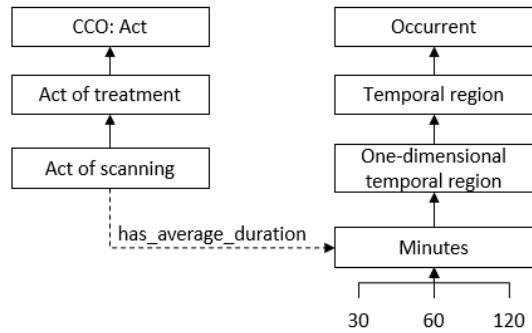 CCO: Act
Occurrent
Act of treatment
Temporal region
Act of scanning
One-dimensional
temporal region
has_average_duration
Minutes
30
60
120